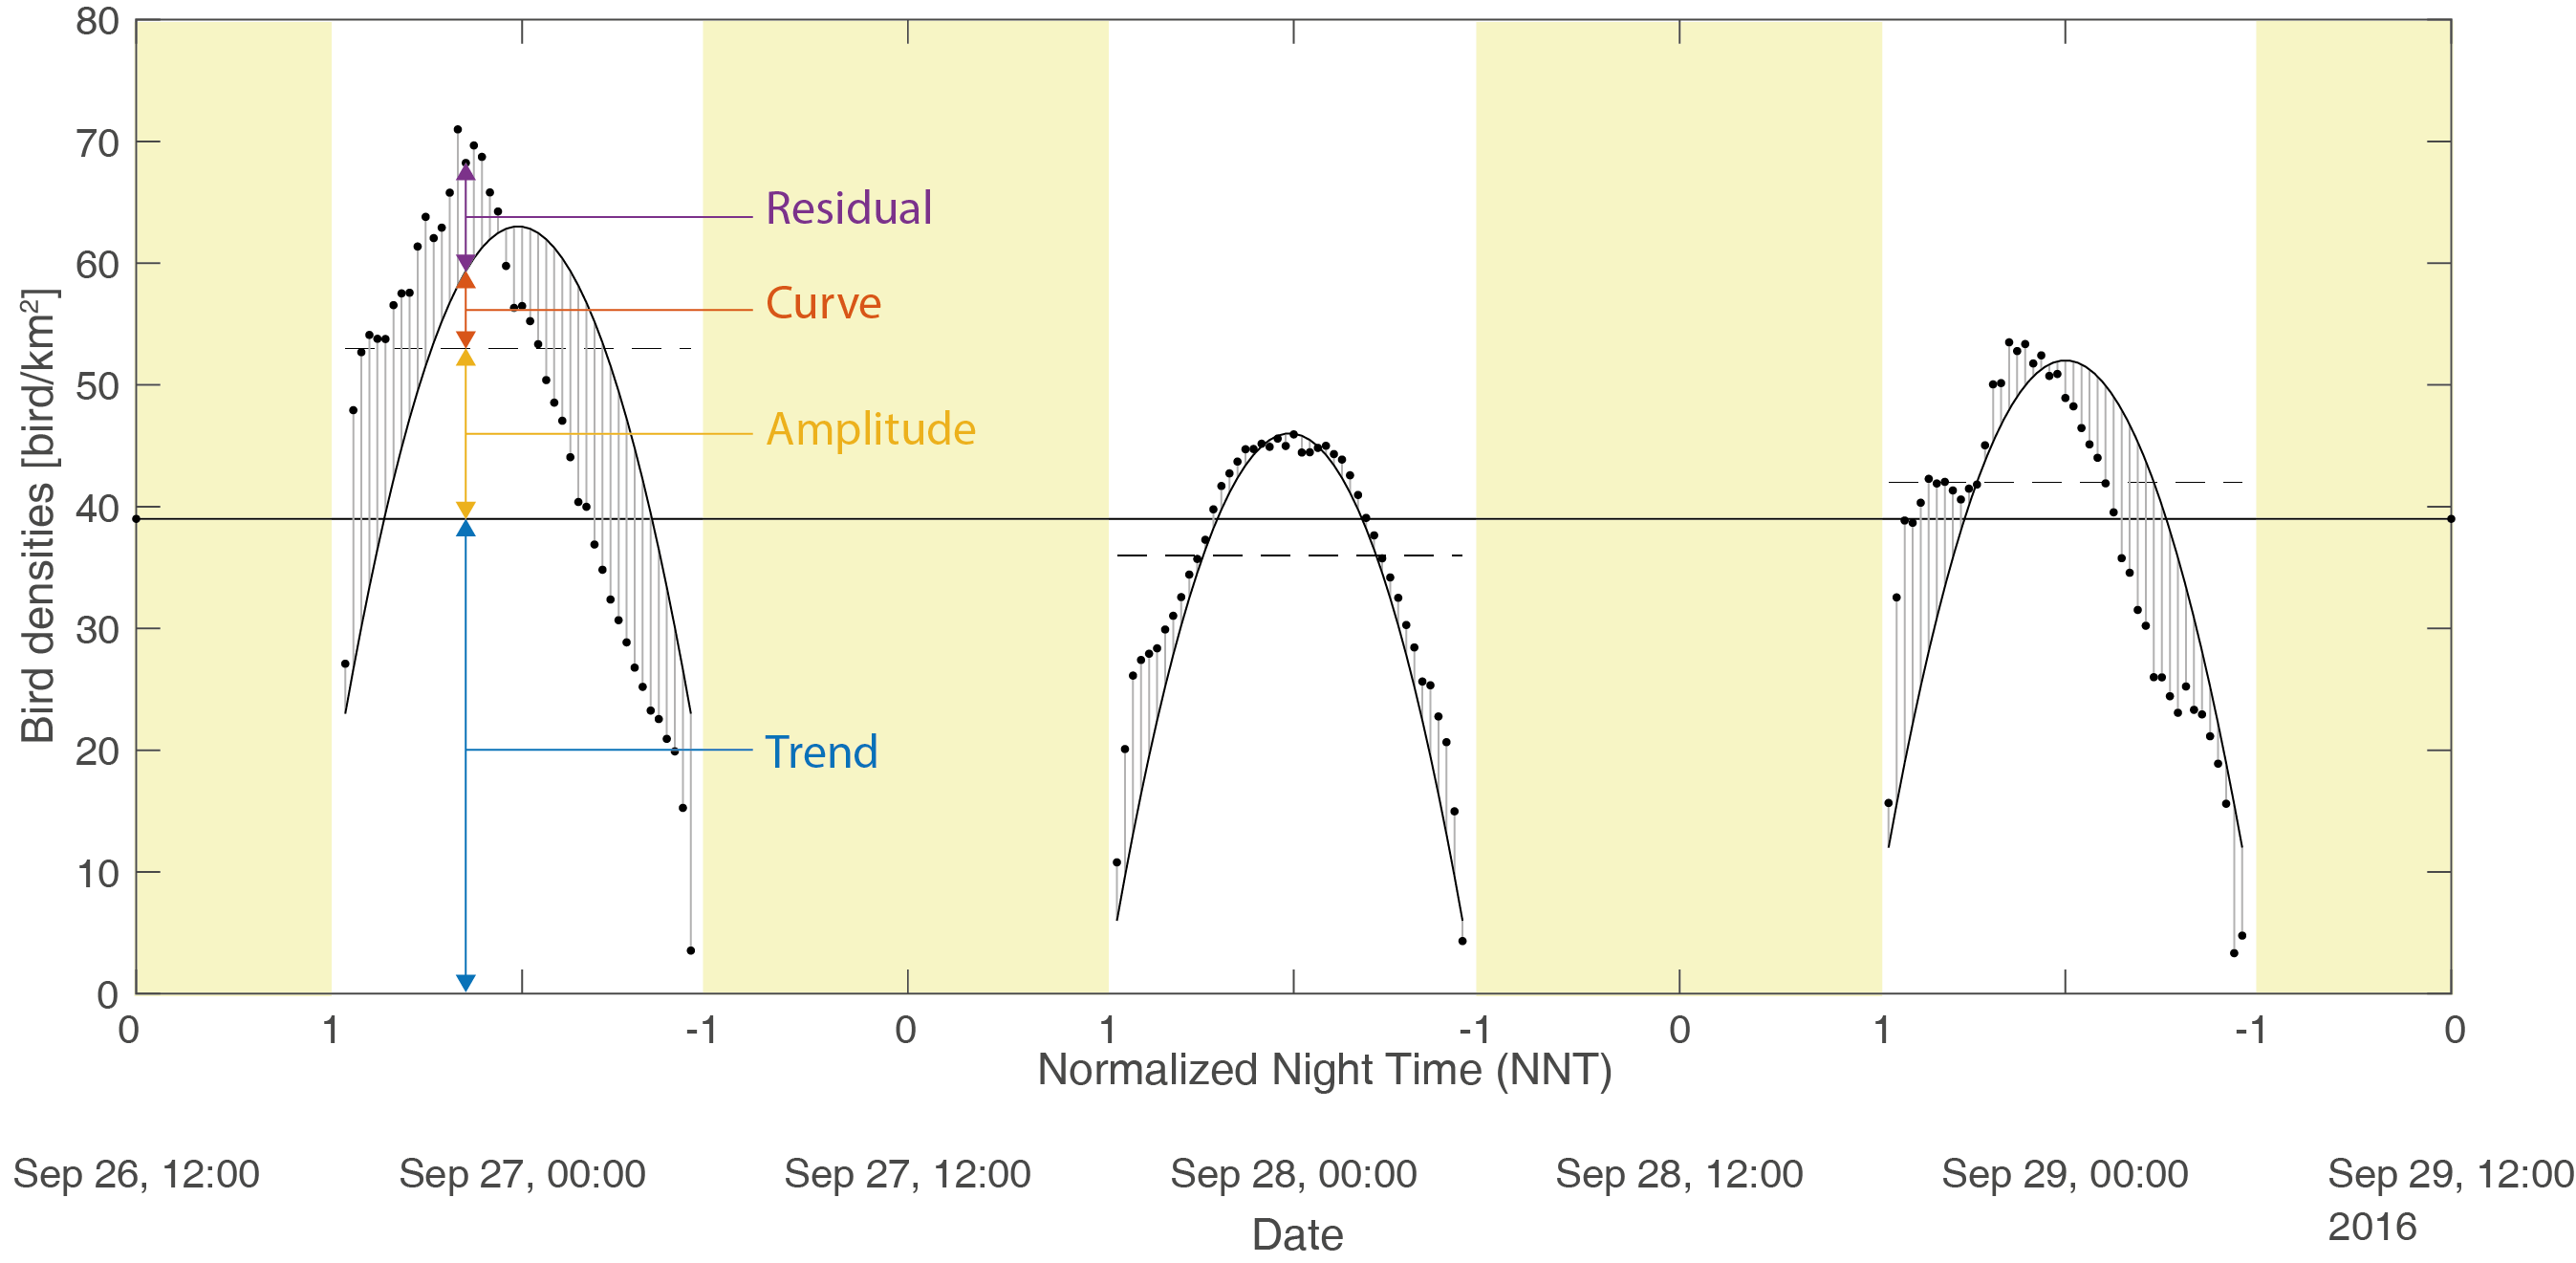 80
70
60
50
40
30
20
10
0
Bird densities [bird/km²]
Residual
Curve
Amplitude
Trend
0 1 -1 0 1 -1 0 1 -1 0
Normalized Night Time (NNT)
Sep 26, 12:00 Sep 27, 00:00 Sep 27, 12:00 Sep 28, 00:00 Sep 28, 12:00 Sep 29, 00:00 Sep 29, 12:00
2016
Date